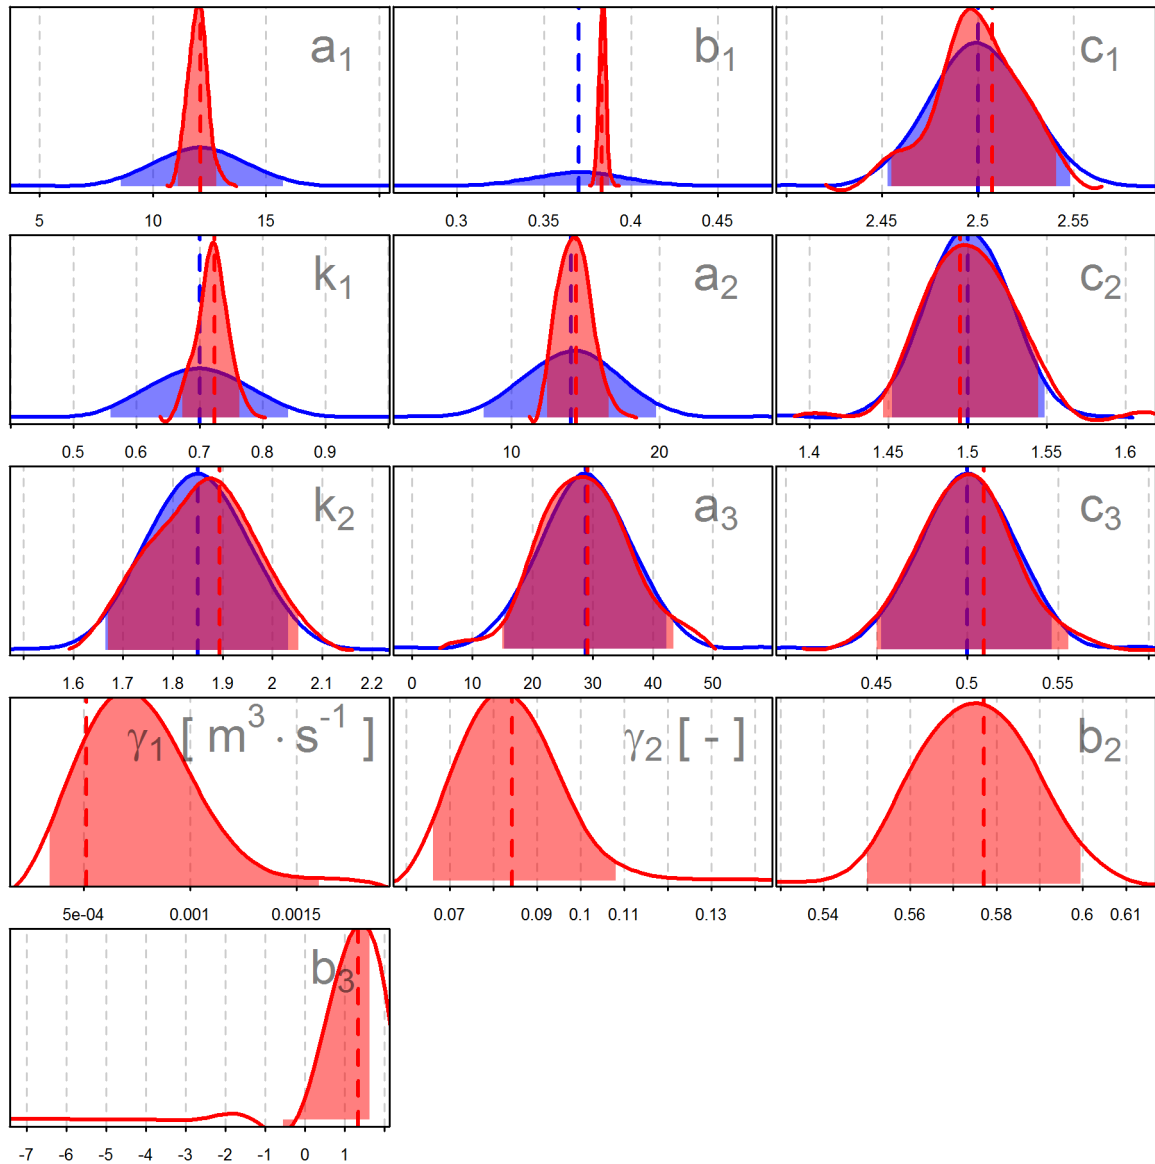 a₁
b₁
c₁
5 10 15
0.3 0.35 0.4 0.45
2.45 2.5 2.55
k₁
a₂
c₂
0.5 0.6 0.7 0.8 0.9
10 20
1.4 1.45 1.5 1.55 1.6
k₂
a₃
c₃
1.6 1.7 1.8 1.9 2 2.1 2.2
0 10 20 30 40 50
0.45 0.5 0.55
γ₁ [ m³ · s⁻¹ ]
γ₂ [ - ]
b₂
5e-04 0.001 0.0015
0.07 0.09 0.1 0.11 0.13
0.54 0.56 0.58 0.6 0.61
b₃
-7 -6 -5 -4 -3 -2 -1 0 1